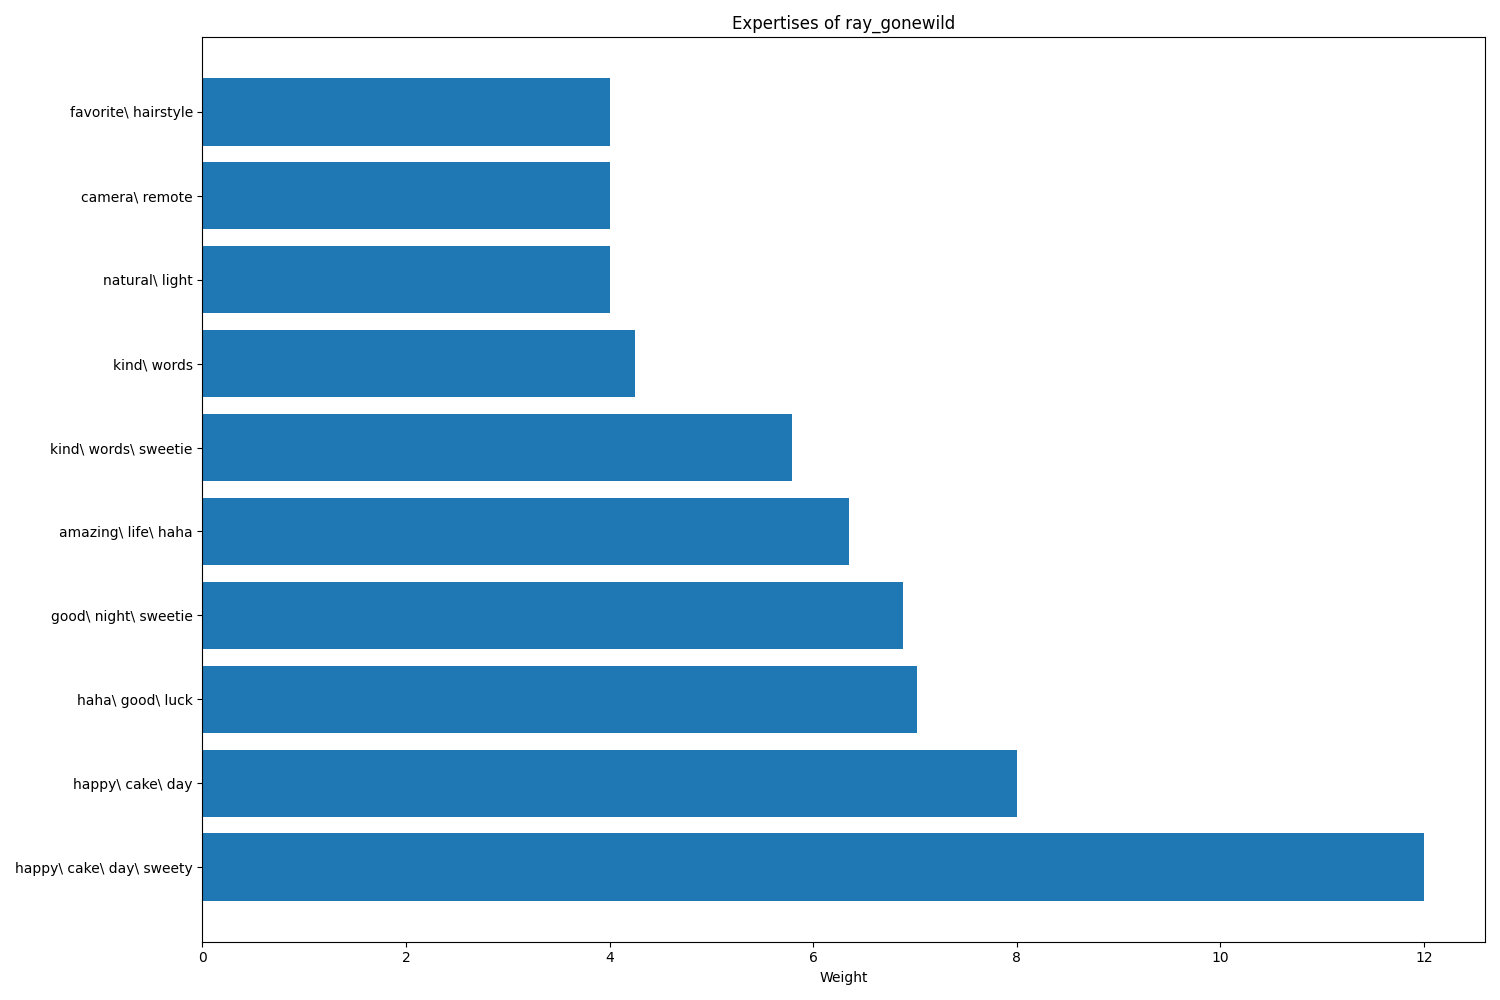 Expertises of ray_gonewild
favorite\ hairstyle
camera\ remote
natural\ light
kind\ words
kind\ words\ sweetie
amazing\ life\ haha
good\ night\ sweetie
haha\ good\ luck
happy\ cake\ day
happy\ cake\ day\ sweety
0 2 4 6 8 10 12
Weight